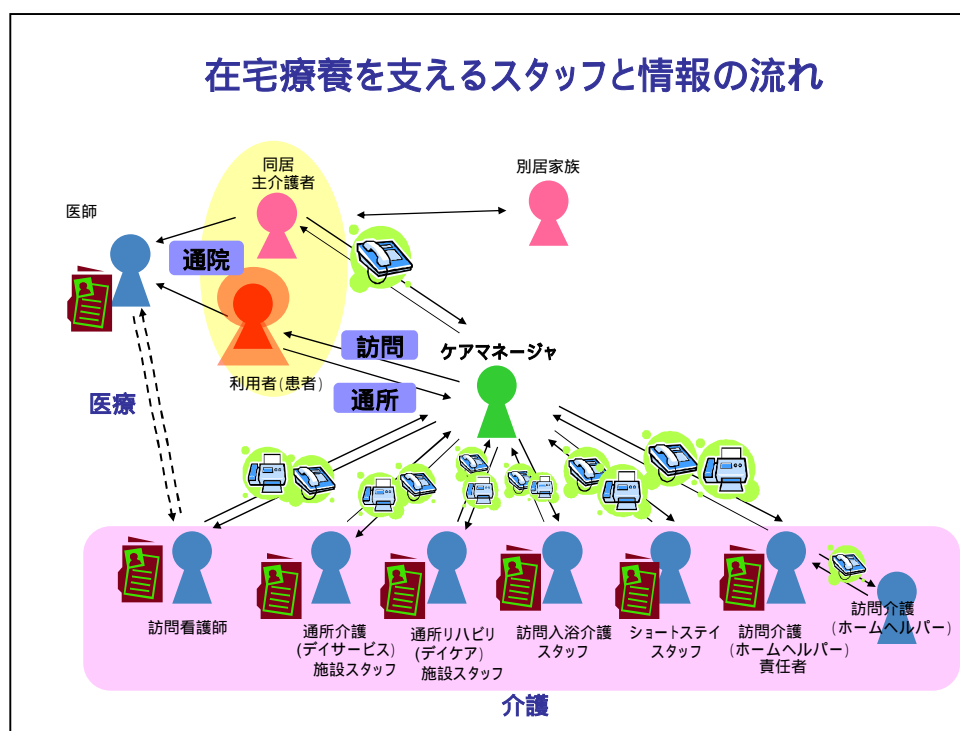 在宅療養を支えるスタッフと情報の流れ
同居
主介護者
別居家族
医師
通院
訪問
ケアマネージャ
利用者(患者)
通所
医療
訪問看護師
通所介護
(デイサービス)
施設スタッフ
通所リハビリ
(デイケア)
施設スタッフ
訪問入浴介護
スタッフ
ショートステイ
スタッフ
訪問介護
(ホームヘルパー)
責任者
訪問介護
(ホームヘルパー)
介護